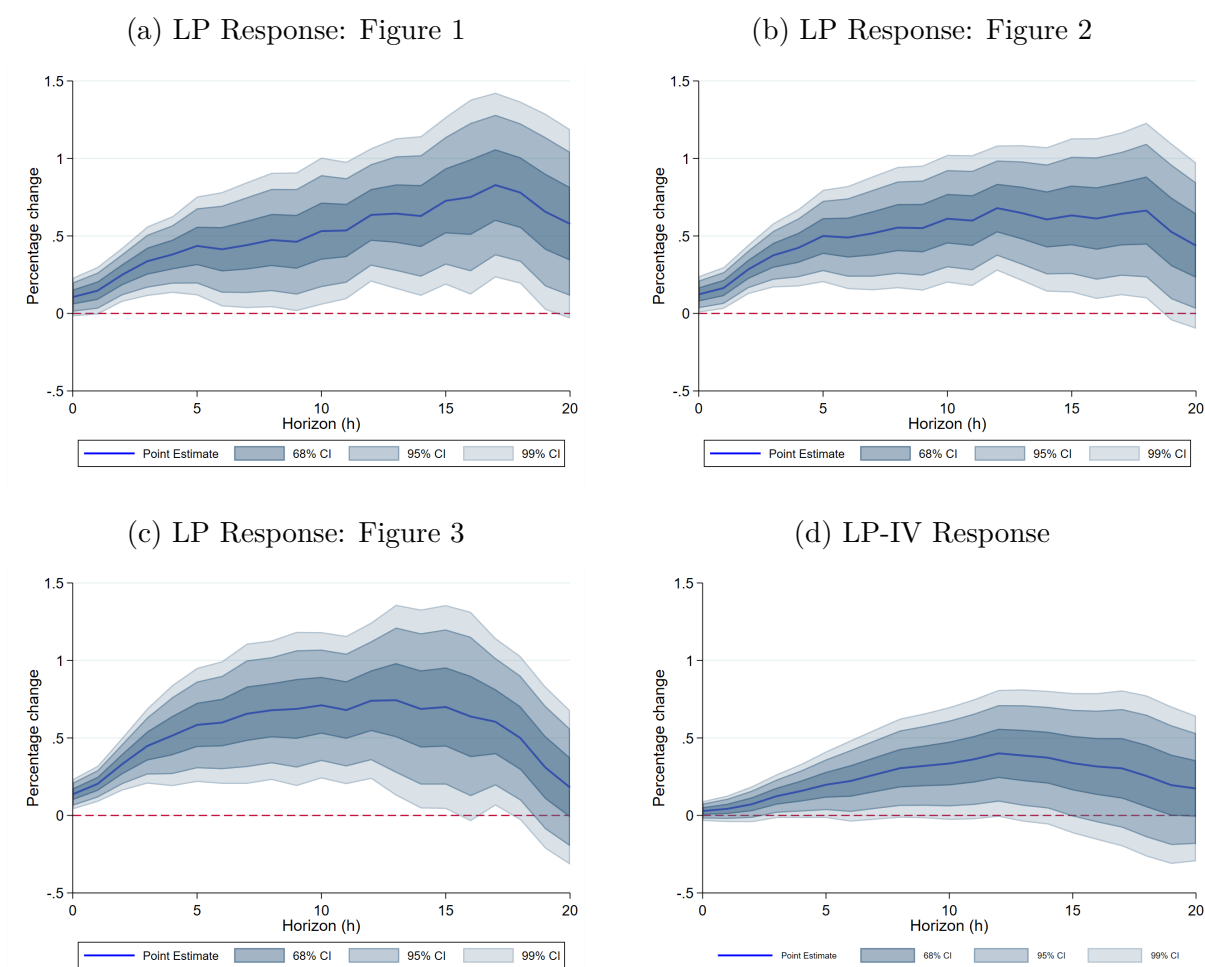 (a) LP Response: Figure 1
1.5
1
.5
0
-.5
Percentage change
0 5 10 15 20
Horizon (h)
Point Estimate 68% CI 95% CI 99% CI
(b) LP Response: Figure 2
1.5
1
.5
0
-.5
Percentage change
0 5 10 15 20
Horizon (h)
Point Estimate 68% CI 95% CI 99% CI
(c) LP Response: Figure 3
1.5
1
.5
0
-.5
Percentage change
0 5 10 15 20
Horizon (h)
Point Estimate 68% CI 95% CI 99% CI
(d) LP-IV Response
1.5
1
.5
0
-.5
Percentage change
0 5 10 15 20
Horizon (h)
Point Estimate 68% CI 95% CI 99% CI